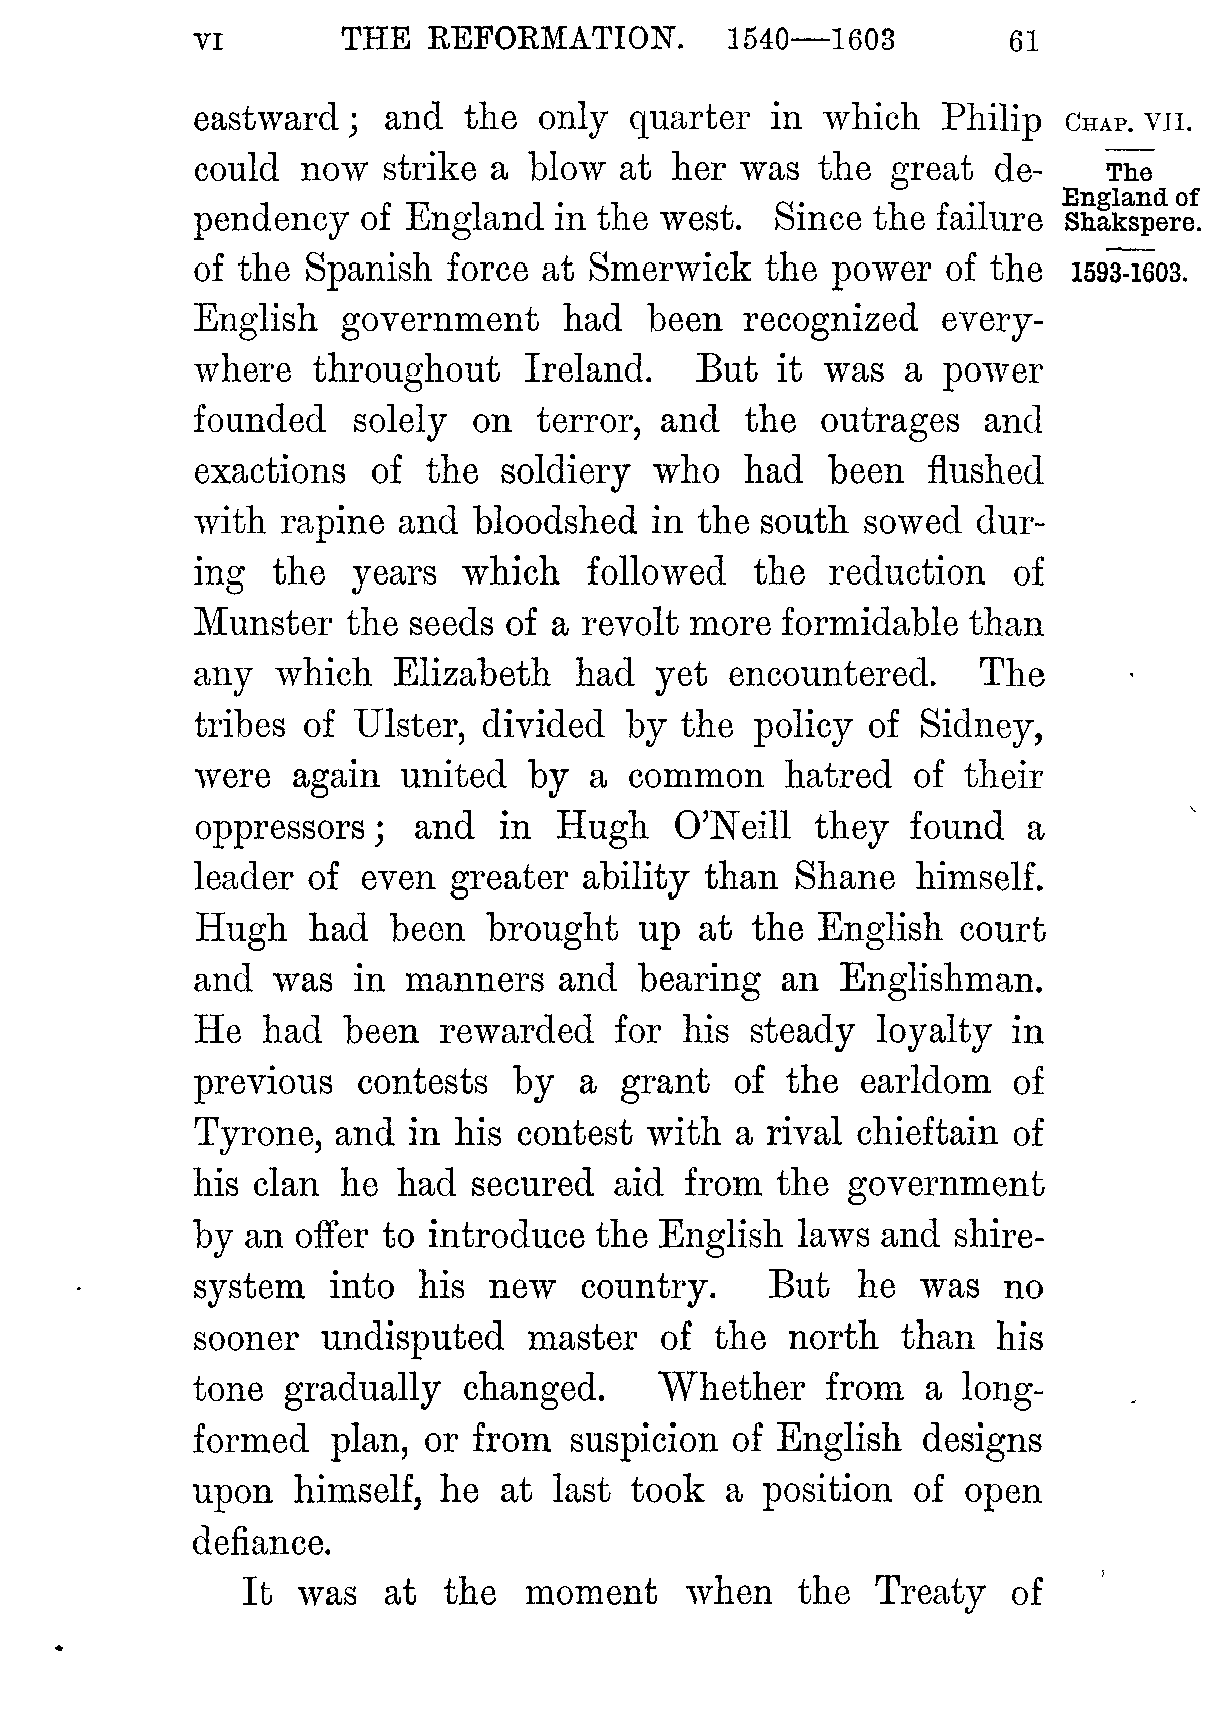 VI THE REFORMATION. 1540—1603 61
eastward; and the only quarter in which Philip
could now strike a blow at her was the great de-
pendency of England in the west. Since the failure
of the Spanish force at Smerwick the power of the
English government had been recognized every-
where throughout Ireland. But it was a power
founded solely on terror, and the outrages and
exactions of the soldiery who had been flushed
with rapine and bloodshed in the south sowed dur-
ing the years which followed the reduction of
Munster the seeds of a revolt more formidable than
any which Elizabeth had yet encountered. The
tribes of Ulster, divided by the policy of Sidney,
were again united by a common hatred of their
oppressors; and in Hugh O'Neill they found a
leader of even greater ability than Shane himself.
Hugh had been brought up at the English court
and was in manners and bearing an Englishman.
He had been rewarded for his steady loyalty in
previous contests by a grant of the earldom of
Tyrone, and in his contest with a rival chieftain of
his clan he had secured aid from the government
by an offer to introduce the English laws and shire-
system into his new country. But he was no
sooner undisputed master of the north than his
tone gradually changed. Whether from a long-
formed plan, or from suspicion of English designs
upon himself, he at last took a position of open
defiance.
It was at the moment when the Treaty of
CHAP. VII.
The
England of
Shakspere.
1593-1603.